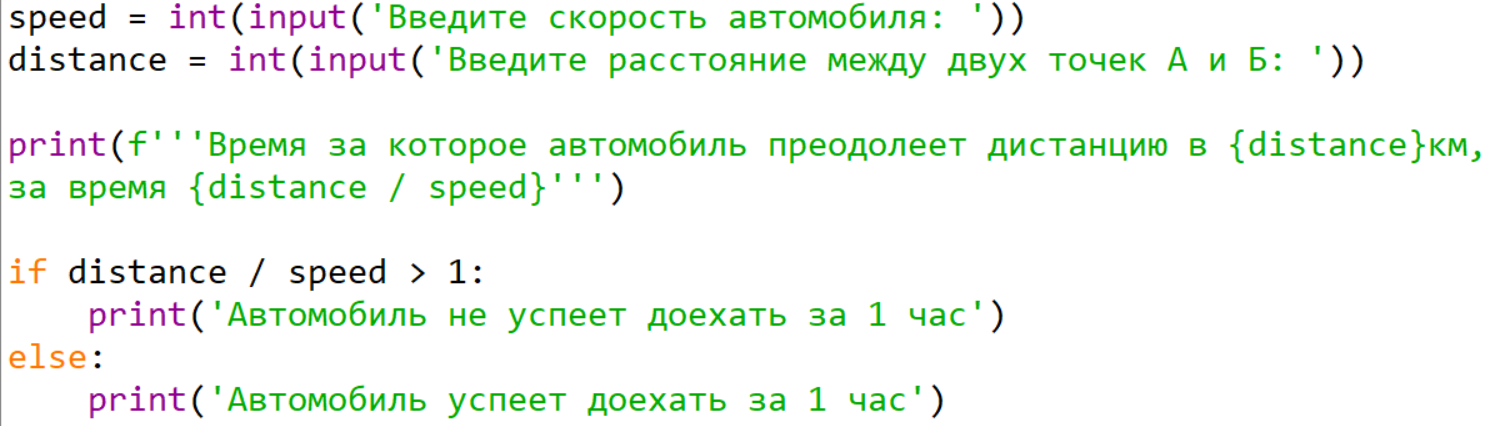 speed = int(input('Введите скорость автомобиля: '))
distance = int(input('Введите расстояние между двух точек А и Б: '))
print(f'''Время за которое автомобиль преодолеет дистанцию в {distance}км,
за время {distance / speed}''')
if distance / speed > 1:
    print('Автомобиль не успеет доехать за 1 час')
else:
    print('Автомобиль успеет доехать за 1 час')